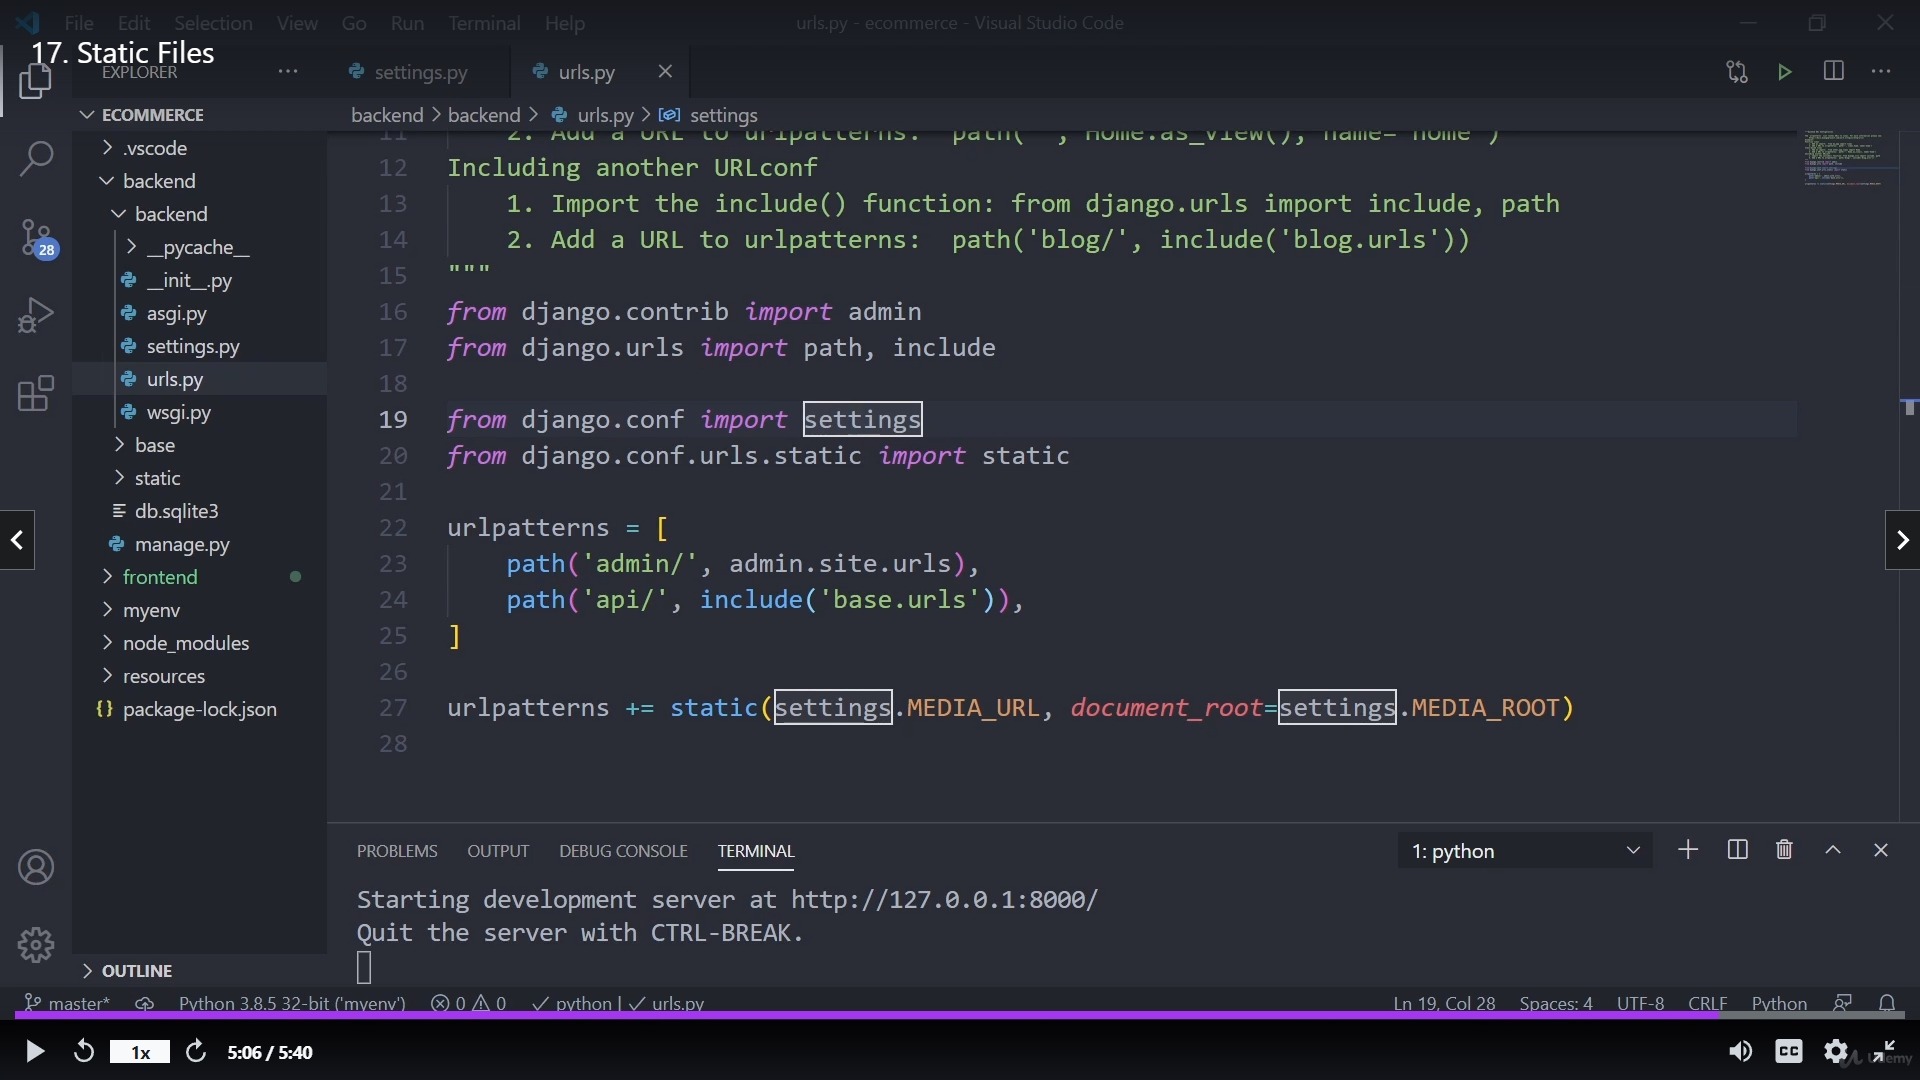 File Edit Selection View Go Run Terminal Help
urls.py - ecommerce - Visual Studio Code
17. Static Files
EXPLORER
settings.py
urls.py
ECOMMERCE
backend > backend > urls.py > settings
.vscode
backend
backend
__pycache__
__init__.py
asgi.py
settings.py
urls.py
wsgi.py
base
static
db.sqlite3
manage.py
frontend
myenv
node_modules
resources
package-lock.json
OUTLINE
28
11 2. Add a URL to urlpatterns: path('', Home.as_view(), name='home')
12 Including another URLconf
13 1. Import the include() function: from django.urls import include, path
14 2. Add a URL to urlpatterns: path('blog/', include('blog.urls'))
15 """
16 from django.contrib import admin
17 from django.urls import path, include
18
19 from django.conf import settings
20 from django.conf.urls.static import static
21
22 urlpatterns = [
23 path('admin/', admin.site.urls),
24 path('api/', include('base.urls')),
25 ]
26
27 urlpatterns += static(settings.MEDIA_URL, document_root=settings.MEDIA_ROOT)
28
PROBLEMS OUTPUT DEBUG CONSOLE TERMINAL
1: python
Starting development server at http://127.0.0.1:8000/
Quit the server with CTRL-BREAK.
master* Python 3.8.5 32-bit ('myenv') 0 0 python | urls.py
Ln 19, Col 28 Spaces: 4 UTF-8 CRLF Python
1x
5:06 / 5:40
CC
Udemy